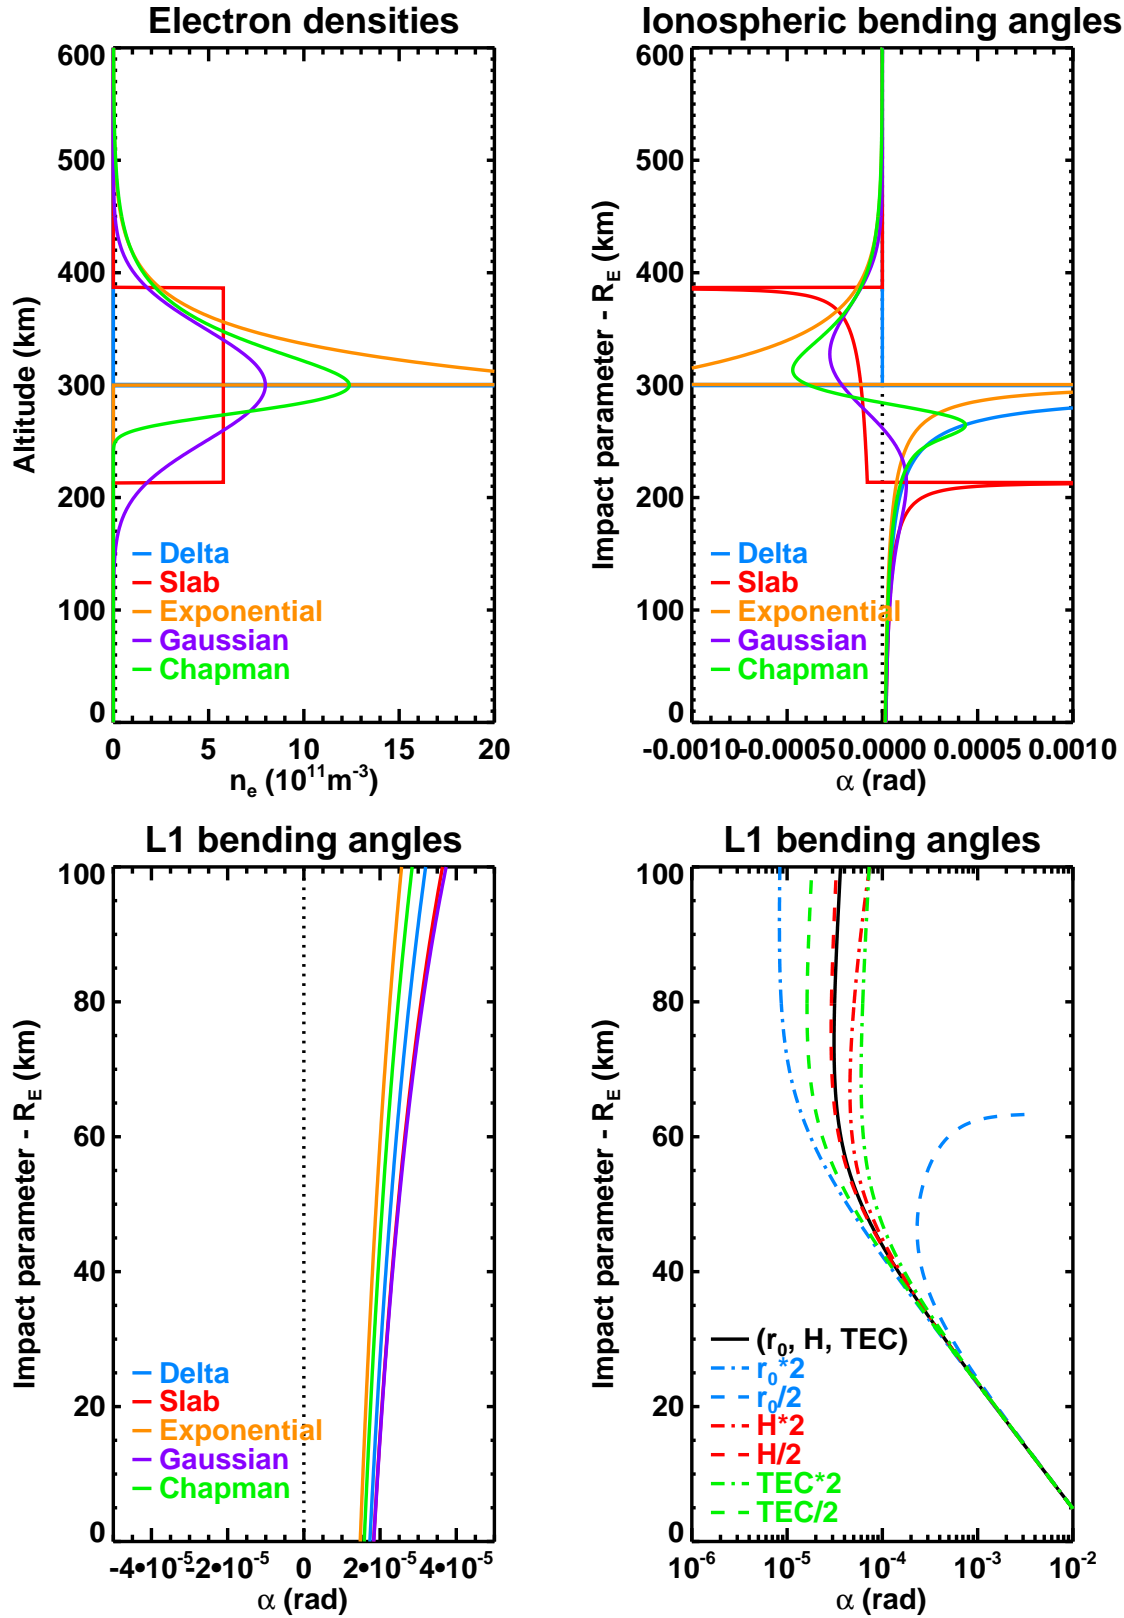 Electron densities
600
500
400
300
200
100
0
Altitude (km)
Delta
Slab
Exponential
Gaussian
Chapman
0 5 10 15 20
nₑ (10¹¹m⁻³)
Ionospheric bending angles
600
500
400
300
200
100
0
Impact parameter - R_E (km)
Delta
Slab
Exponential
Gaussian
Chapman
-0.0010 -0.0005 0.0000 0.0005 0.0010
α (rad)
L1 bending angles
100
80
60
40
20
0
Impact parameter - R_E (km)
Delta
Slab
Exponential
Gaussian
Chapman
-4•10⁻⁵ -2•10⁻⁵ 0 2•10⁻⁵ 4•10⁻⁵
α (rad)
L1 bending angles
100
80
60
40
20
0
Impact parameter - R_E (km)
(r₀, H, TEC)
r₀*2
r₀/2
H*2
H/2
TEC*2
TEC/2
10⁻⁶ 10⁻⁵ 10⁻⁴ 10⁻³ 10⁻²
α (rad)